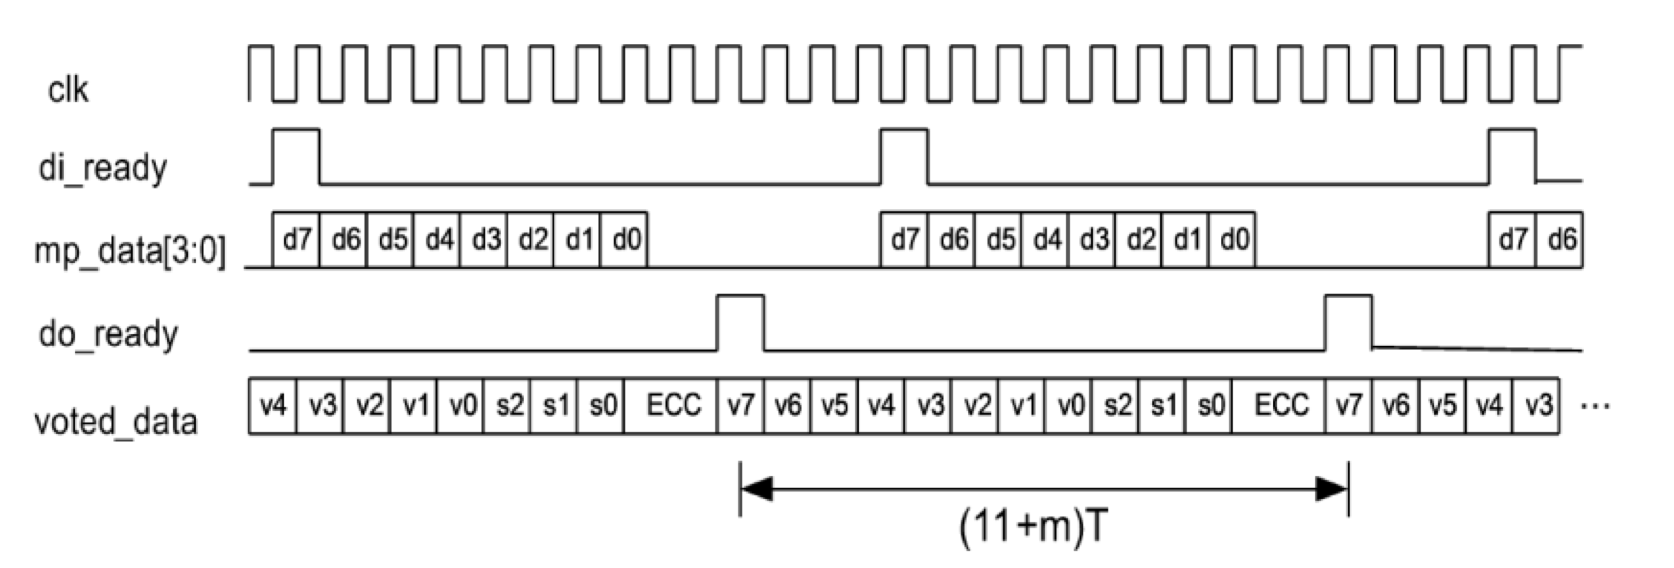 clk
di_ready
mp_data[3:0] d7 d6 d5 d4 d3 d2 d1 d0 d7 d6 d5 d4 d3 d2 d1 d0 d7 d6
do_ready
voted_data v4 v3 v2 v1 v0 s2 s1 s0 ECC v7 v6 v5 v4 v3 v2 v1 v0 s2 s1 s0 ECC v7 v6 v5 v4 v3 ...
(11+m)T